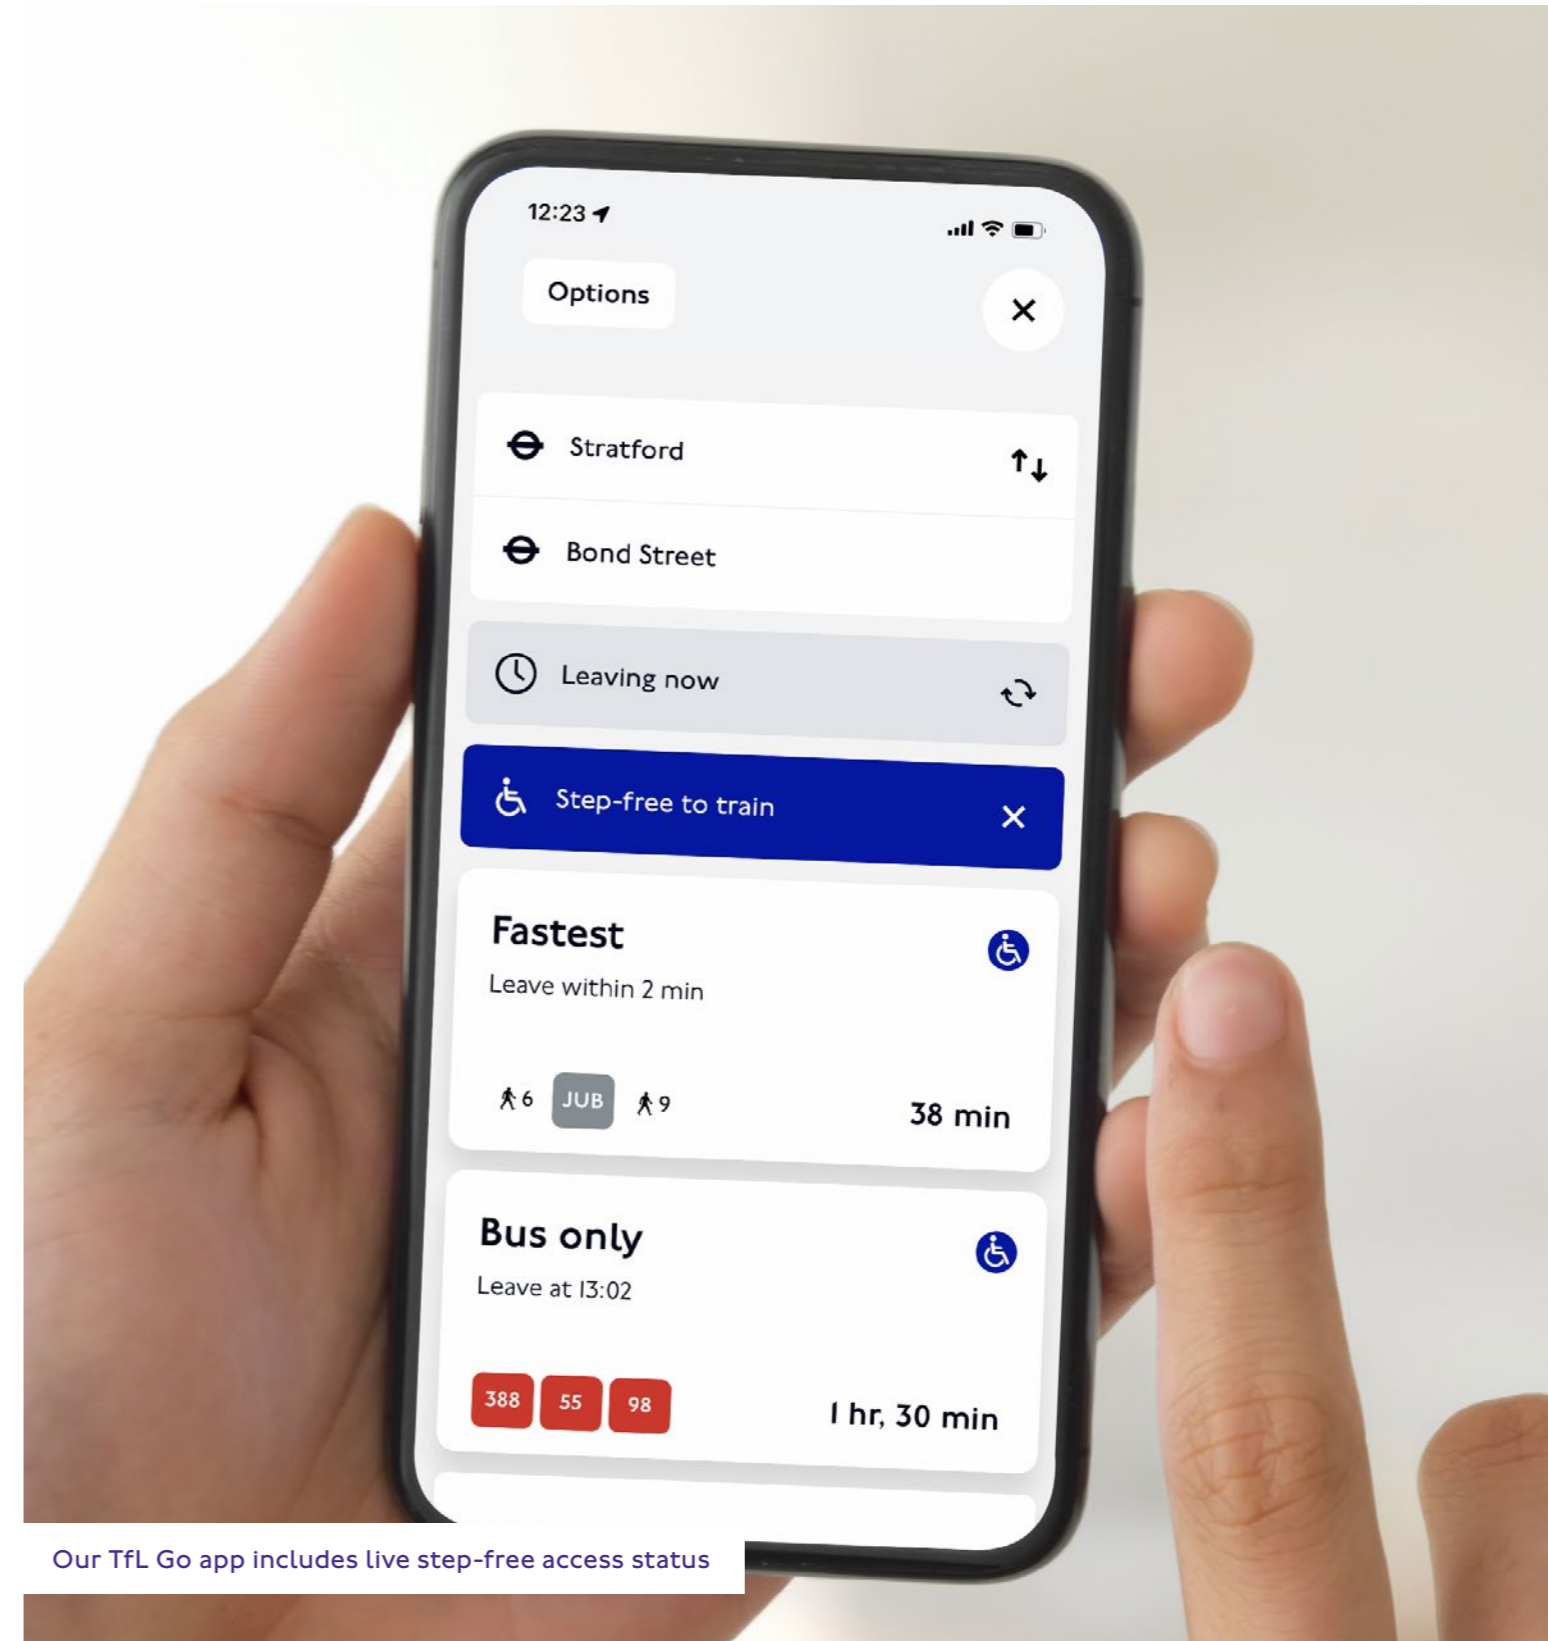 12:23
Options
Stratford
Bond Street
Leaving now
Step-free to train
Fastest
Leave within 2 min
6 JUB 9 38 min
Bus only
Leave at 13:02
388 55 98 1 hr, 30 min
Our TfL Go app includes live step-free access status